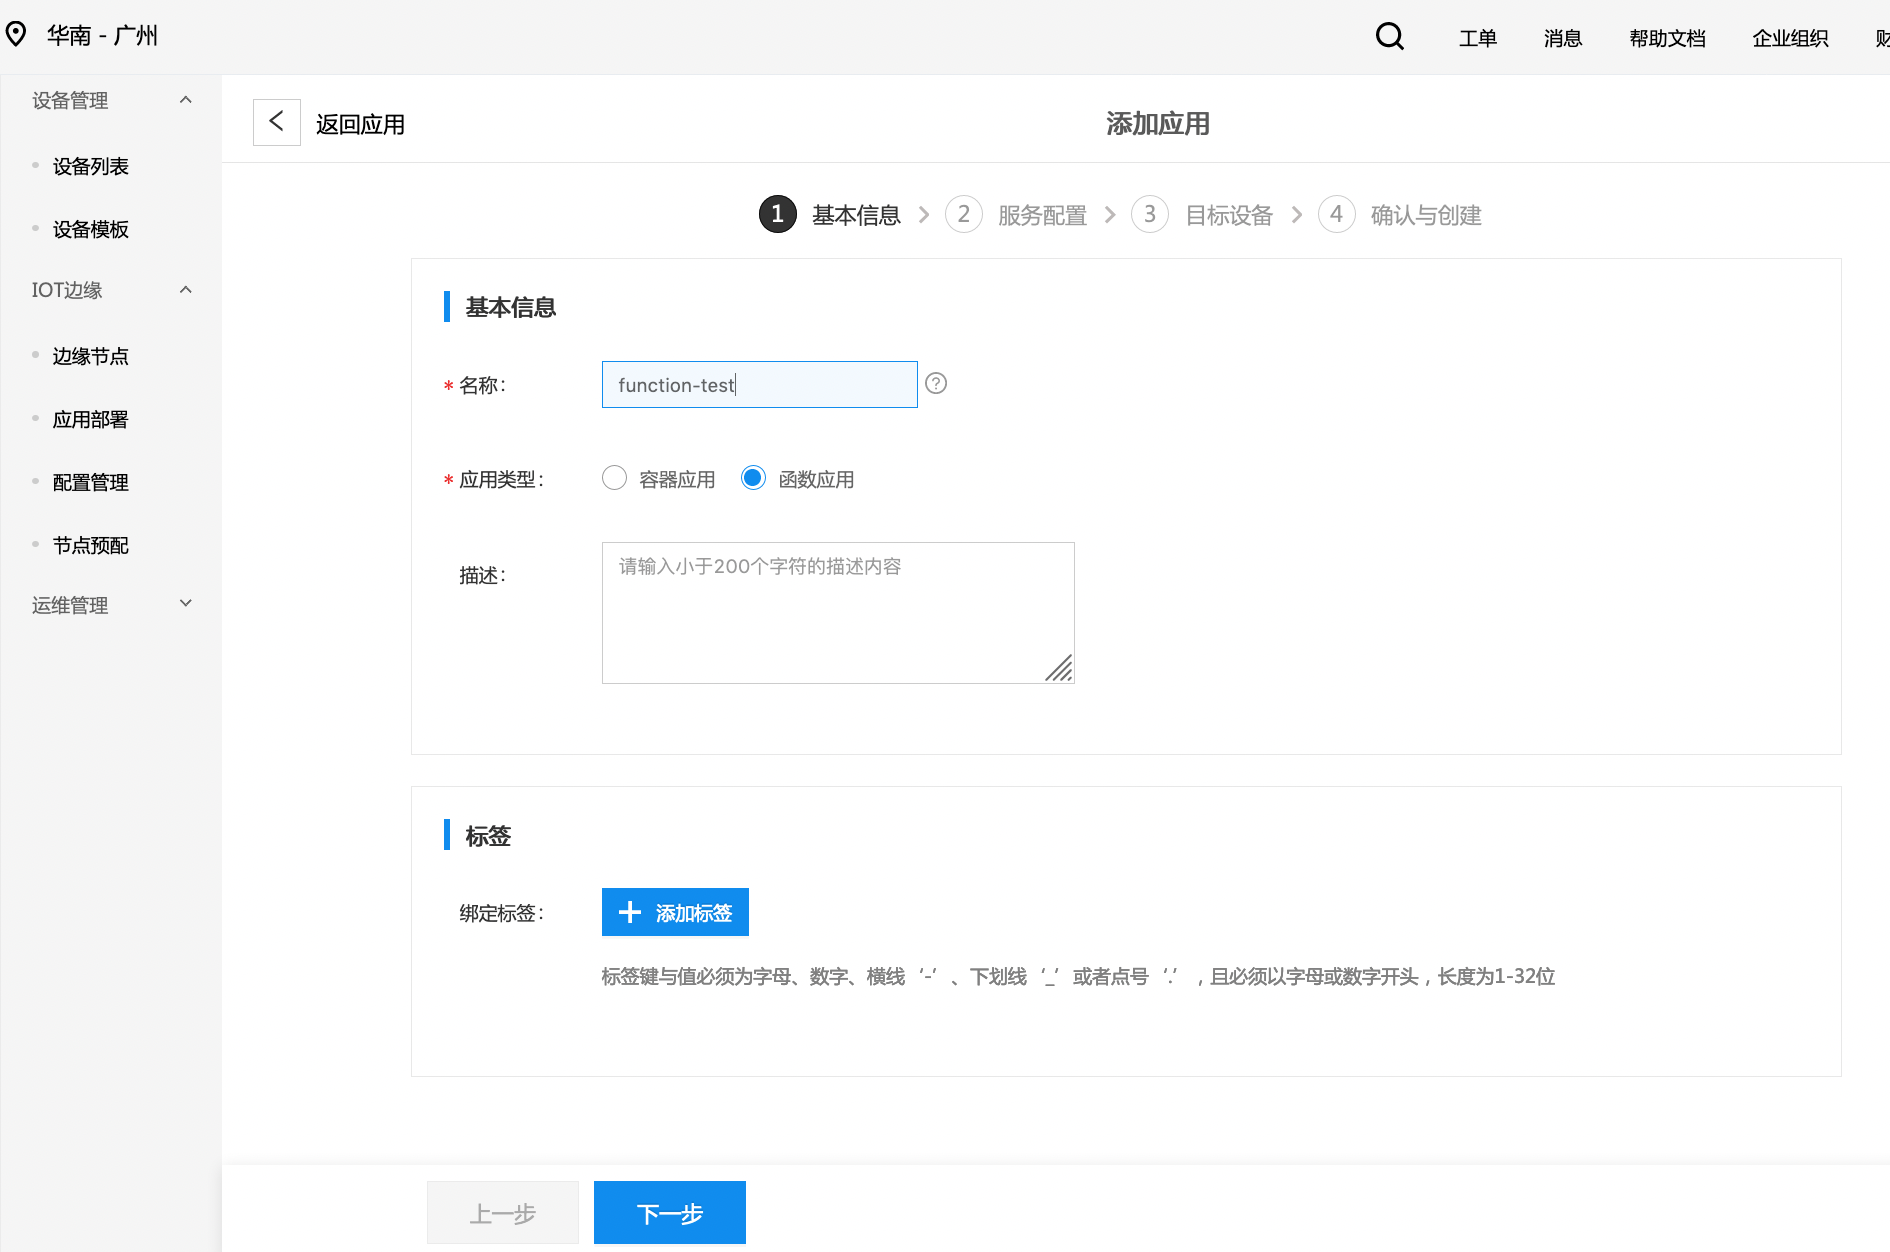 华南 - 广州
工单
消息
帮助文档
企业组织
设备管理
设备列表
设备模板
IOT边缘
边缘节点
应用部署
配置管理
节点预配
运维管理
返回应用
添加应用
1 基本信息 2 服务配置 3 目标设备 4 确认与创建
基本信息
* 名称：
function-test
?
* 应用类型：
容器应用
函数应用
描述：
请输入小于200个字符的描述内容
标签
绑定标签：
添加标签
标签键与值必须为字母、数字、横线‘-’、下划线‘_’或者点号‘.’，且必须以字母或数字开头，长度为1-32位
上一步
下一步